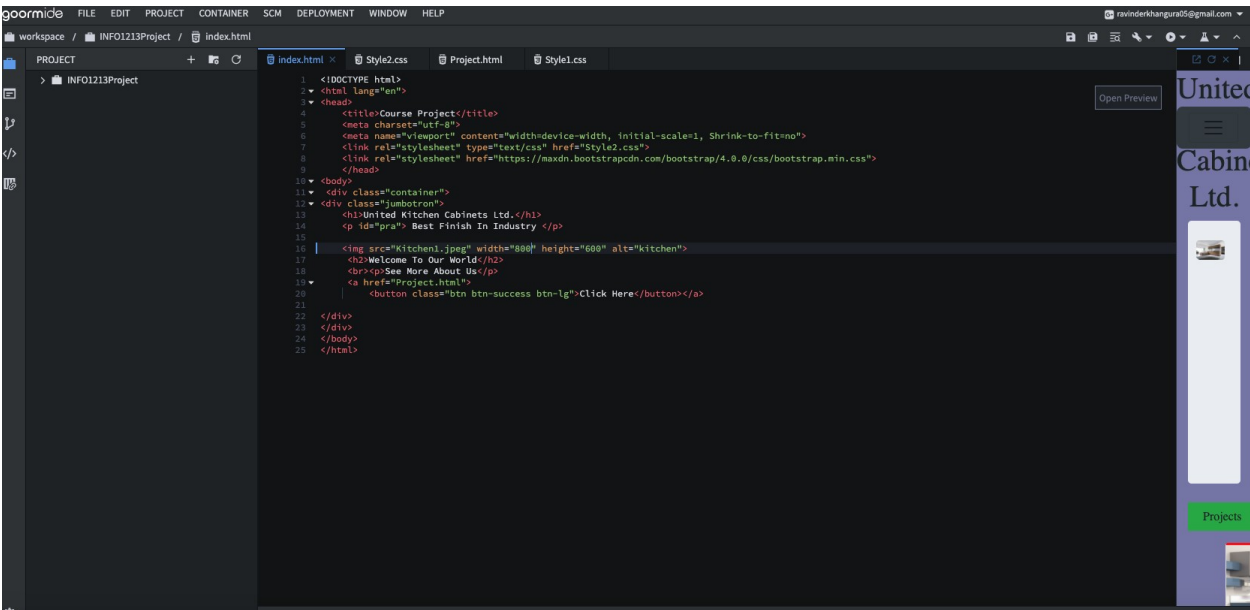 goormide FILE EDIT PROJECT CONTAINER SCM DEPLOYMENT WINDOW HELP ravinderkhangura05@gmail.com
workspace / INFO1213Project / index.html
PROJECT
INFO1213Project
index.html Style2.css Project.html Style1.css
Open Preview
1 <!DOCTYPE html>
2 <html lang="en">
3 <head>
4 <title>Course Project</title>
5 <meta charset="utf-8">
6 <meta name="viewport" content="width=device-width, initial-scale=1, Shrink-to-fit=no">
7 <link rel="stylesheet" type="text/css" href="Style2.css">
8 <link rel="stylesheet" href="https://maxdn.bootstrapcdn.com/bootstrap/4.0.0/css/bootstrap.min.css">
9 </head>
10 <body>
11 <div class="container">
12 <div class="jumbotron">
13 <h1>United Kitchen Cabinets Ltd.</h1>
14 <p id="pra"> Best Finish In Industry </p>
15
16 <img src="Kitchen1.jpeg" width="800" height="600" alt="kitchen">
17 <h2>Welcome To Our World</h2>
18 <br><p>See More About Us</p>
19 <a href="Project.html">
20 <button class="btn btn-success btn-lg">Click Here</button></a>
21
22 </div>
23 </div>
24 </body>
25 </html>
United
Cabin
Ltd.
Projects